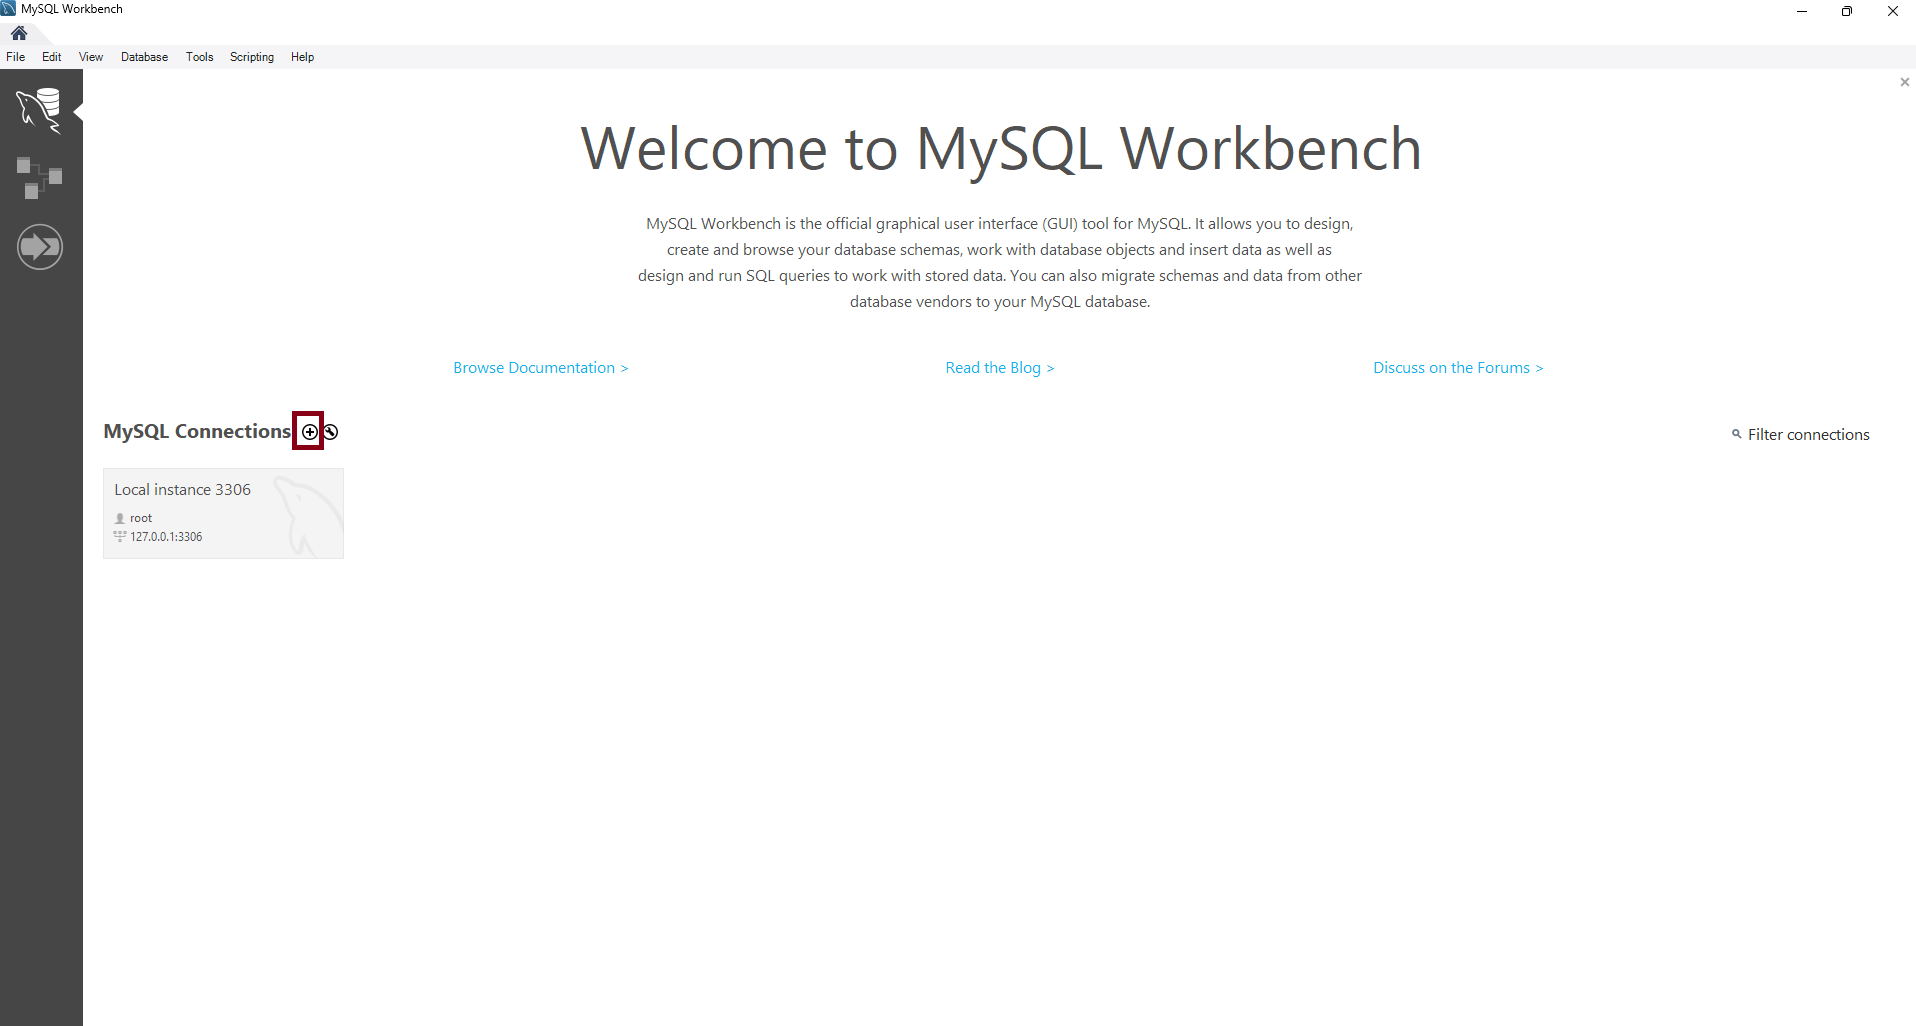 MySQL Workbench
File Edit View Database Tools Scripting Help
Welcome to MySQL Workbench
MySQL Workbench is the official graphical user interface (GUI) tool for MySQL. It allows you to design,
create and browse your database schemas, work with database objects and insert data as well as
design and run SQL queries to work with stored data. You can also migrate schemas and data from other
database vendors to your MySQL database.
Browse Documentation > Read the Blog > Discuss on the Forums >
MySQL Connections Filter connections
Local instance 3306
root
127.0.0.1:3306